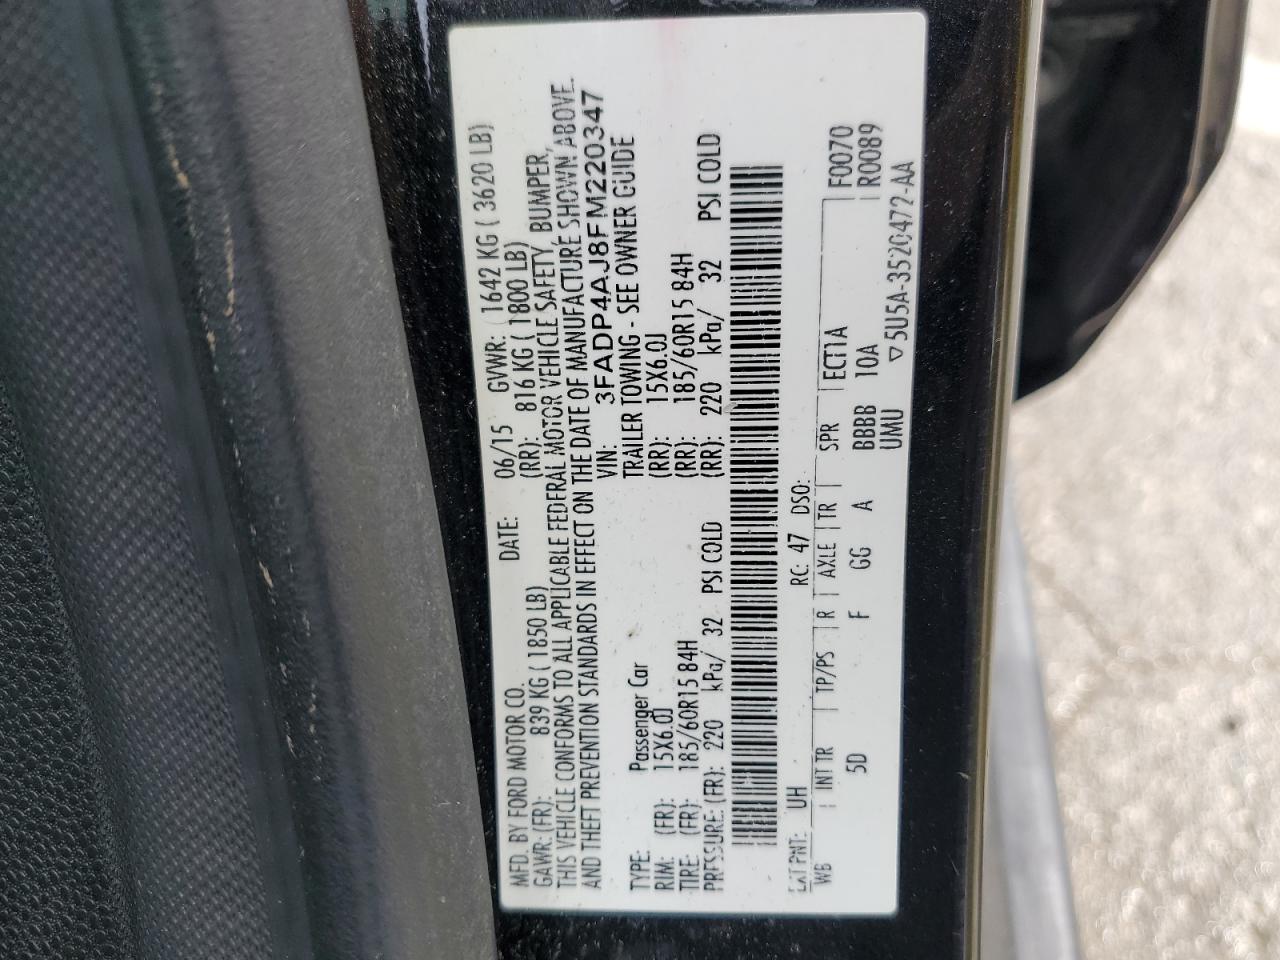 MFD. BY FORD MOTOR CO. DATE: 06/15 GVWR: 1642 KG ( 3620 LB)
GAWR: (FR): 839 KG ( 1850 LB) (RR): 816 KG ( 1800 LB)
THIS VEHICLE CONFORMS TO ALL APPLICABLE FEDERAL MOTOR VEHICLE SAFETY, BUMPER,
AND THEFT PREVENTION STANDARDS IN EFFECT ON THE DATE OF MANUFACTURE SHOWN ABOVE.
VIN: 3FADP4AJ8FM220347
TYPE: Passenger Car TRAILER TOWING - SEE OWNER GUIDE
RIM: (FR): 15X6.0J (RR): 15X6.0J
TIRE: (FR): 185/60R15 84H (RR): 185/60R15 84H
PRESSURE: (FR): 220 kPa/ 32 PSI COLD (RR): 220 kPa/ 32 PSI COLD
EXT PNT: UH RC: 47 DSO:
WB INT TR TP/PS R AXLE TR SPR ECT1A F0070
5D F GG A BBBB 10A R0089
UMU ▽5U5A-3520472-AA